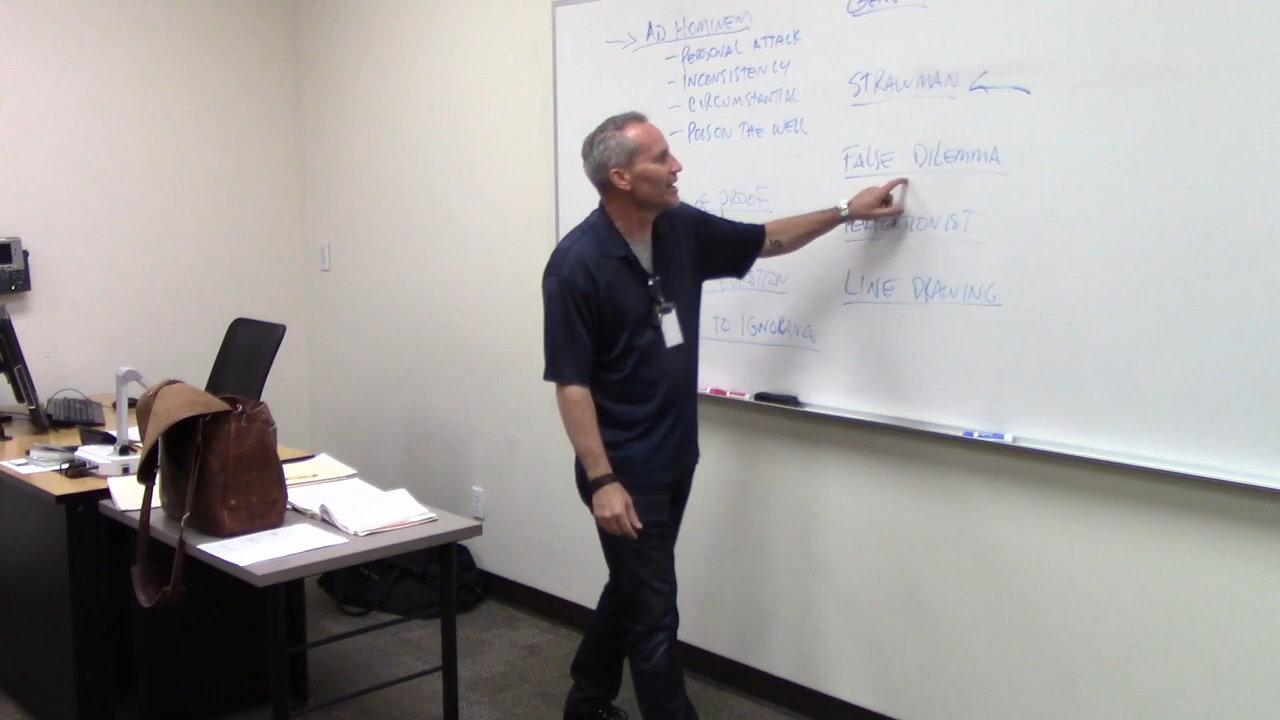 AD HOMINEM
- PERSONAL ATTACK
- INCONSISTENCY
- CIRCUMSTANTIAL
- POISON THE WELL
OF PROOF
TO IGNORANCE
STRAWMAN
FALSE DILEMMA
PERFECTIONIST
LINE DRAWING